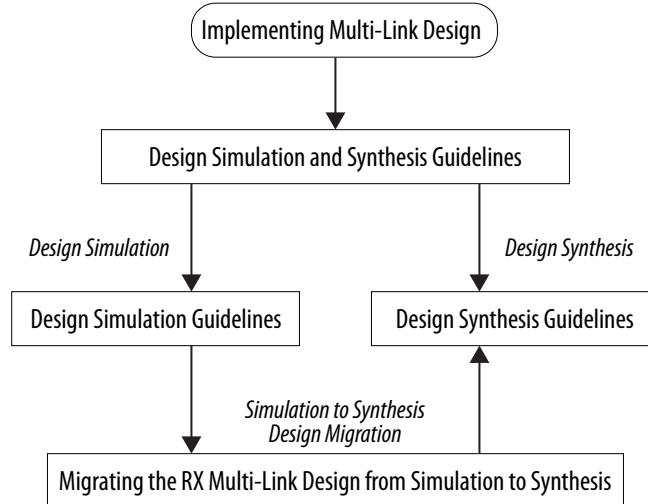 Implementing Multi-Link Design
Design Simulation and Synthesis Guidelines
Design Simulation
Design Synthesis
Design Simulation Guidelines
Design Synthesis Guidelines
Simulation to Synthesis
Design Migration
Migrating the RX Multi-Link Design from Simulation to Synthesis